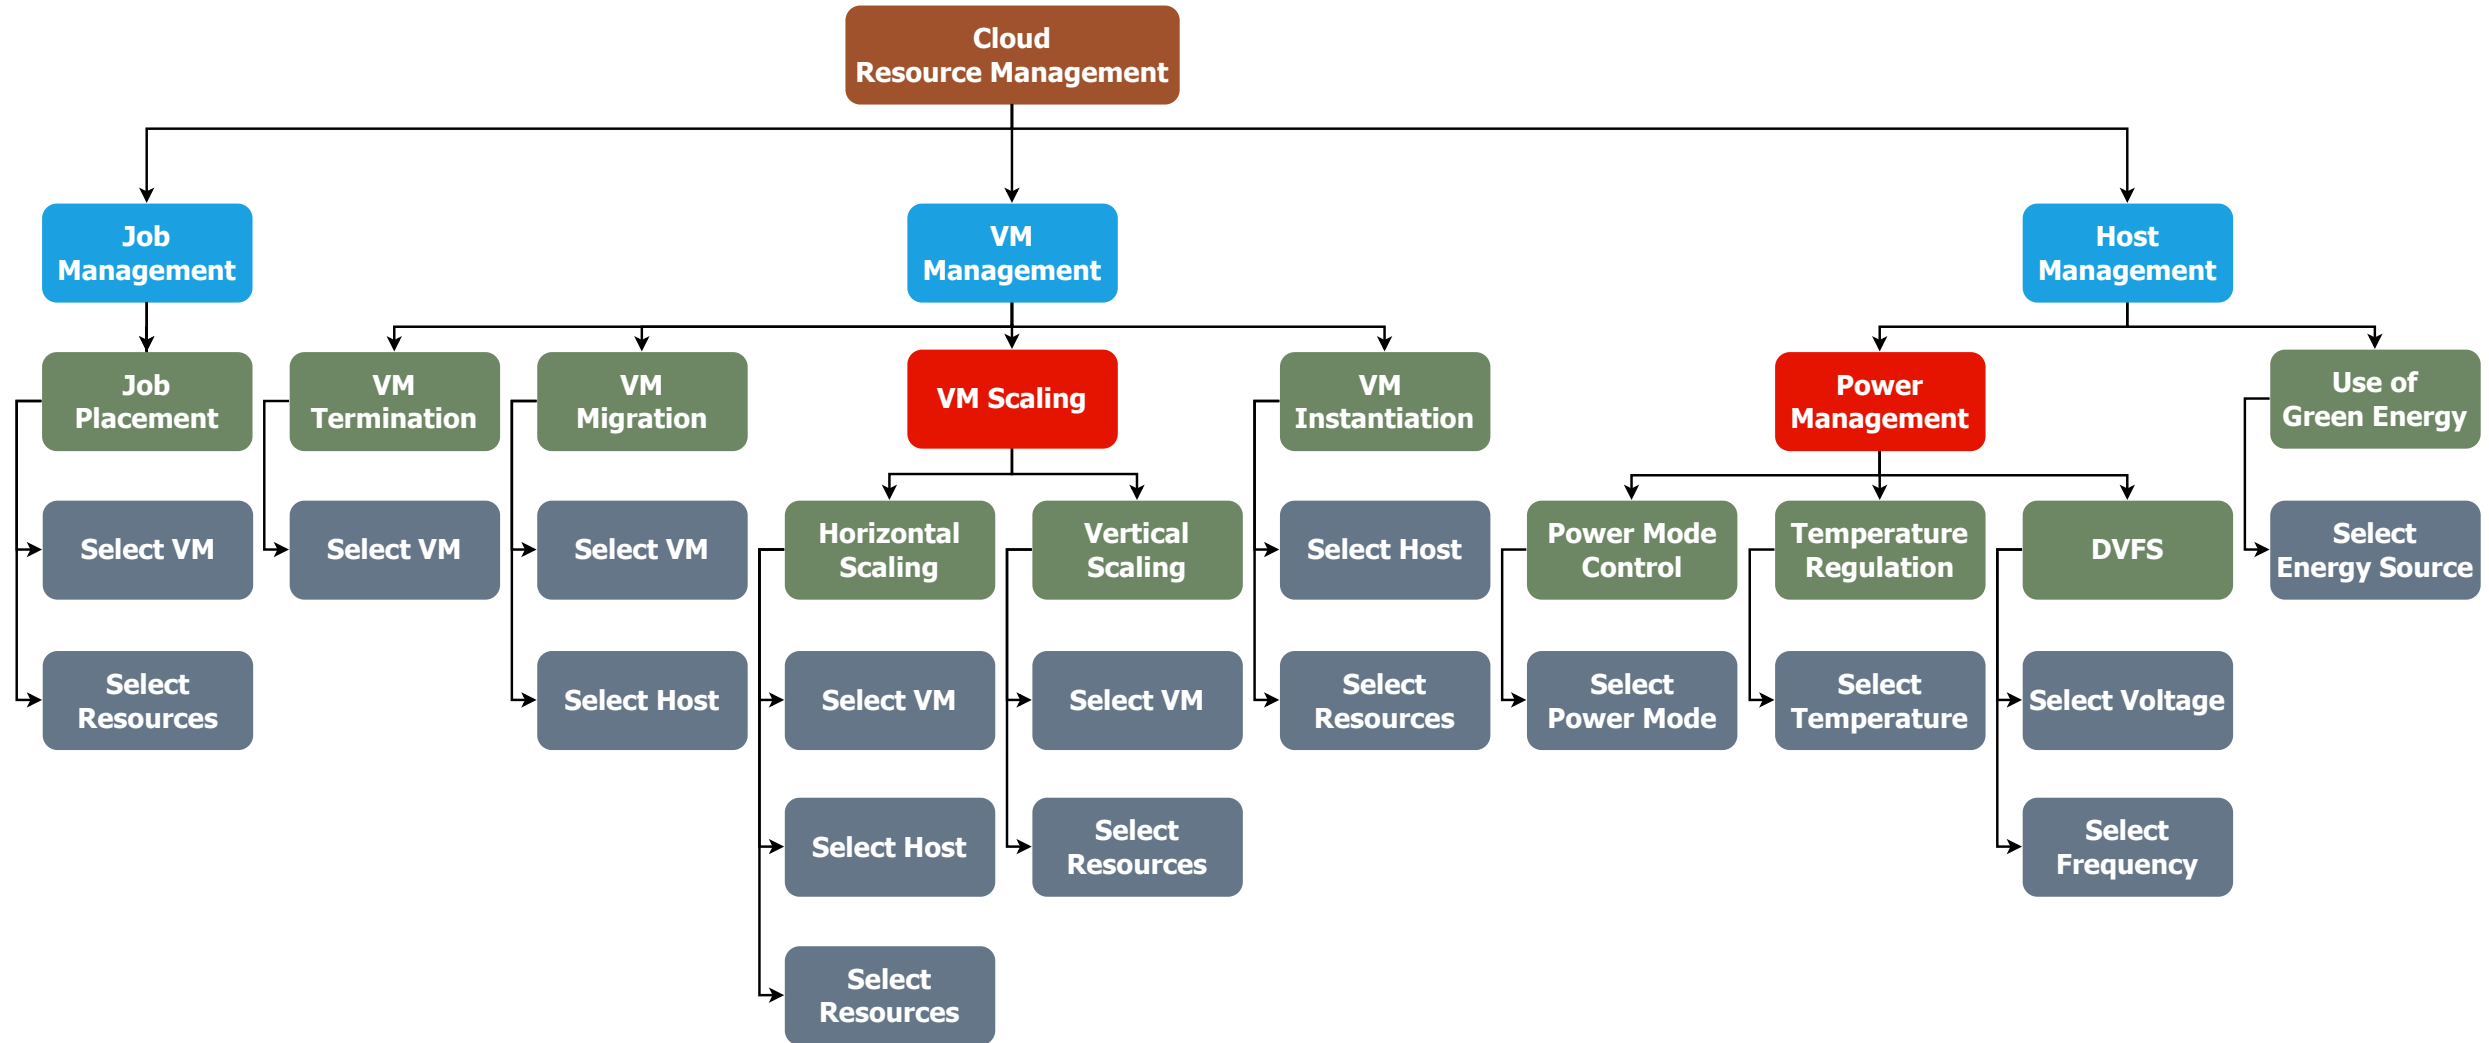 Cloud
Resource Management
Job
Management
VM
Management
Host
Management
Job
Placement
VM
Termination
VM
Migration
VM Scaling
VM
Instantiation
Power
Management
Use of
Green Energy
Select VM
Select VM
Select VM
Horizontal
Scaling
Vertical
Scaling
Select Host
Power Mode
Control
Temperature
Regulation
DVFS
Select
Energy Source
Select
Resources
Select Host
Select VM
Select VM
Select
Resources
Select
Power Mode
Select
Temperature
Select Voltage
Select Host
Select
Resources
Select
Frequency
Select
Resources